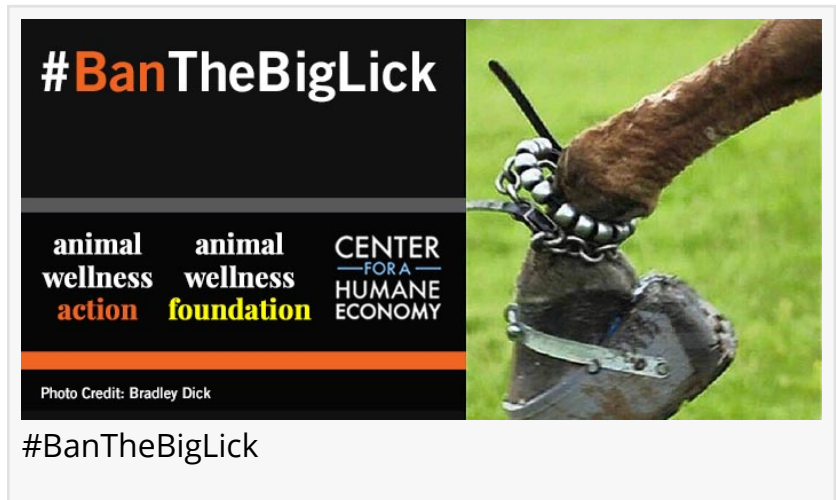 #BanTheBigLick
animal
wellness
action
animal
wellness
foundation
CENTER
FOR A
HUMANE
ECONOMY
Photo Credit: Bradley Dick
#BanTheBigLick